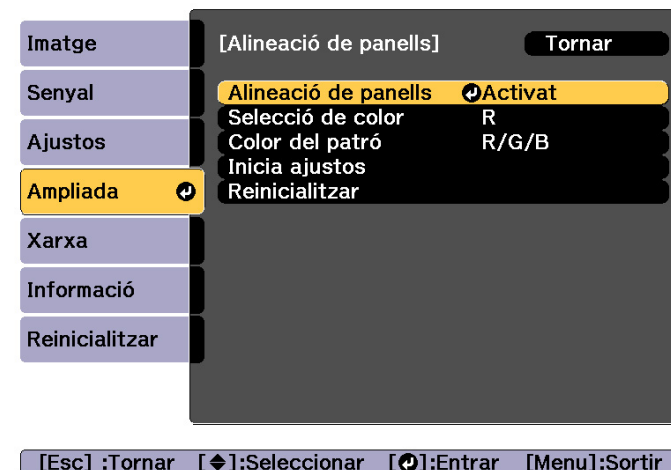 Imatge
Senyal
Ajustos
Ampliada
Xarxa
Informació
Reinicialitzar
[Alineació de panells] Tornar
Alineació de panells Activat
Selecció de color R
Color del patró R/G/B
Inicia ajustos
Reinicialitzar
[Esc] :Tornar [◆]:Seleccionar [↵]:Entrar [Menu]:Sortir